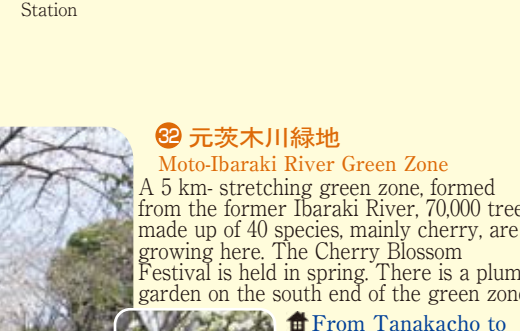 Station
32 元茨木川緑地
Moto-Ibaraki River Green Zone
A 5 km- stretching green zone, formed
from the former Ibaraki River, 70,000 tree
made up of 40 species, mainly cherry, are
growing here. The Cherry Blossom
Festival is held in spring. There is a plum
garden on the south end of the green zone
From Tanakacho to